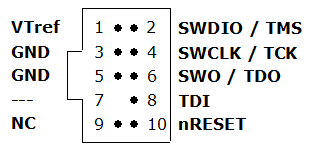 VTref 1 2 SWDIO / TMS
GND 3 4 SWCLK / TCK
GND 5 6 SWO / TDO
--- 7 8 TDI
NC 9 10 nRESET